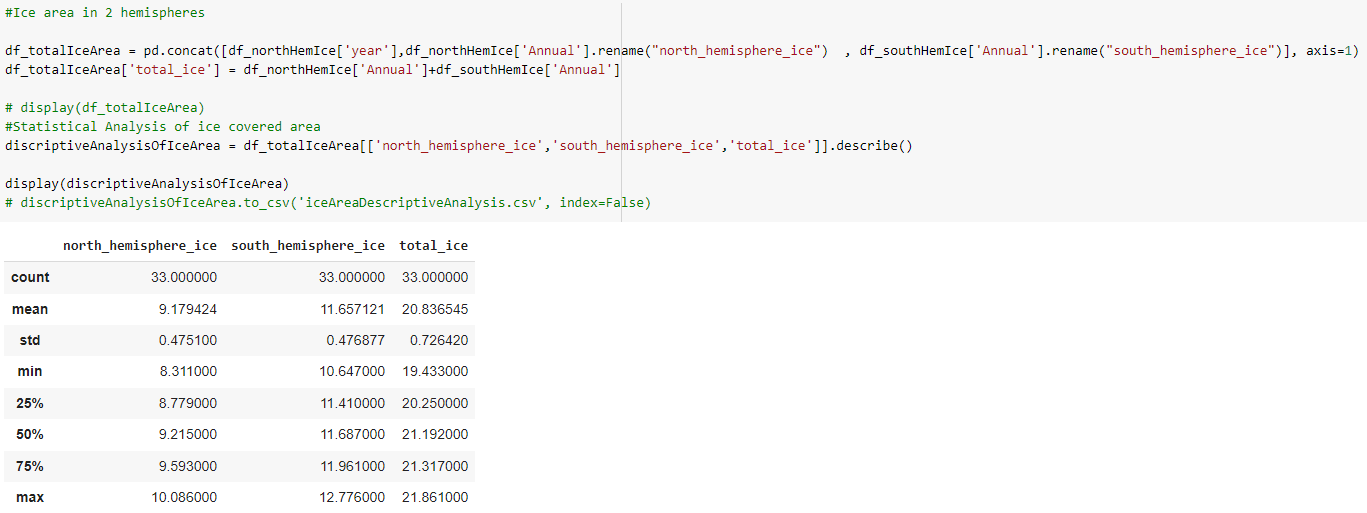 #Ice area in 2 hemispheres
df_totalIceArea = pd.concat([df_northHemIce['year'],df_northHemIce['Annual'].rename("north_hemisphere_ice")  , df_southHemIce['Annual'].rename("south_hemisphere_ice")], axis=1)
df_totalIceArea['total_ice'] = df_northHemIce['Annual']+df_southHemIce['Annual']
# display(df_totalIceArea)
#Statistical Analysis of ice covered area
discriptiveAnalysisOfIceArea = df_totalIceArea[['north_hemisphere_ice','south_hemisphere_ice','total_ice']].describe()
display(discriptiveAnalysisOfIceArea)
# discriptiveAnalysisOfIceArea.to_csv('iceAreaDescriptiveAnalysis.csv', index=False)
north_hemisphere_ice south_hemisphere_ice total_ice
count 33.000000 33.000000 33.000000
mean 9.179424 11.657121 20.836545
std 0.475100 0.476877 0.726420
min 8.311000 10.647000 19.433000
25% 8.779000 11.410000 20.250000
50% 9.215000 11.687000 21.192000
75% 9.593000 11.961000 21.317000
max 10.086000 12.776000 21.861000